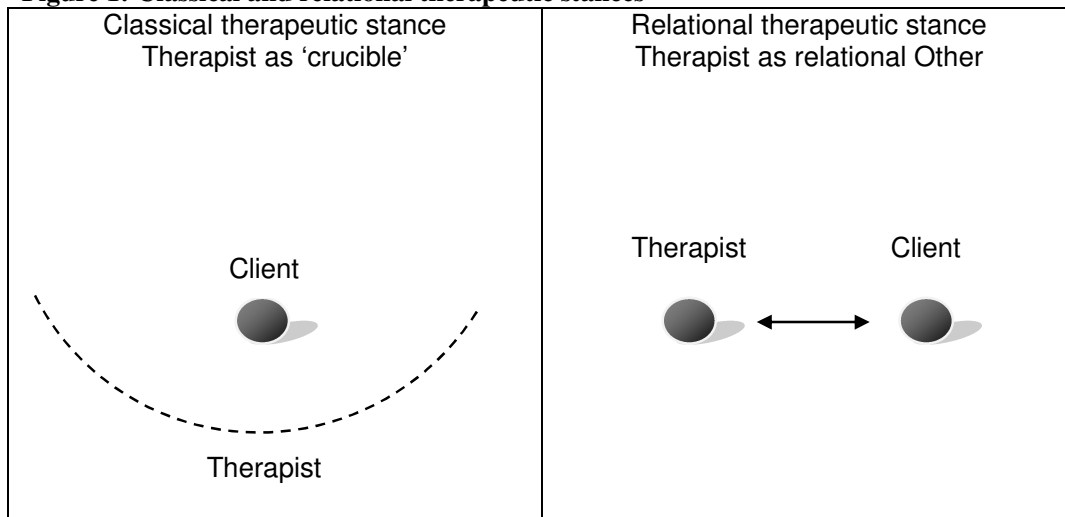 Figure 1: Classical and relational therapeutic stances
Classical therapeutic stance
Therapist as ‘crucible’
Client
Therapist
Relational therapeutic stance
Therapist as relational Other
Therapist Client